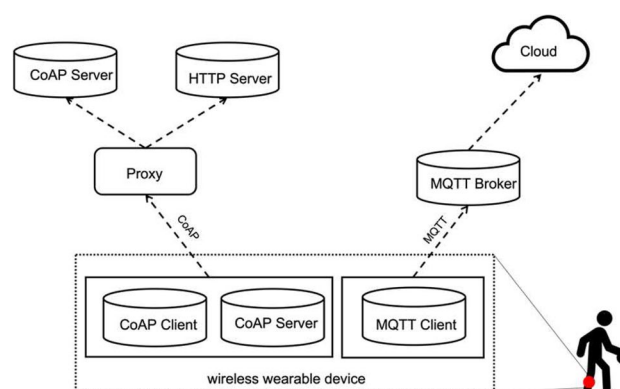 CoAP Server
HTTP Server
Cloud
Proxy
MQTT Broker
CoAP
MQTT
CoAP Client
CoAP Server
MQTT Client
wireless wearable device